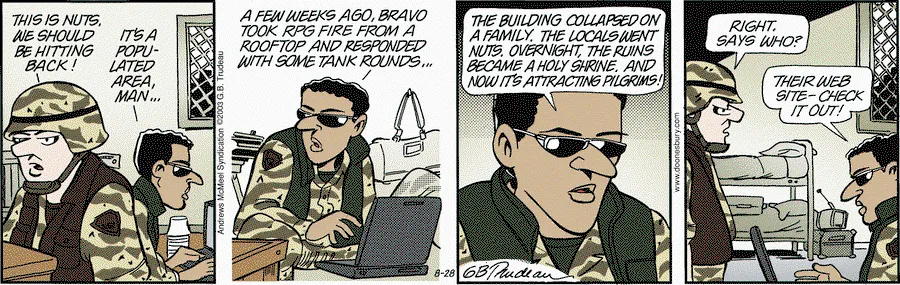 THIS IS NUTS,
WE SHOULD
BE HITTING
BACK!
IT'S A
POPU-
LATED
AREA,
MAN...
Andrews McMeel Syndication ©2003 G.B. Trudeau
A FEW WEEKS AGO, BRAVO
TOOK RPG FIRE FROM A
ROOFTOP AND RESPONDED
WITH SOME TANK ROUNDS...
8-28
THE BUILDING COLLAPSED ON
A FAMILY. THE LOCALS WENT
NUTS. OVERNIGHT, THE RUINS
BECAME A HOLY SHRINE, AND
NOW IT'S ATTRACTING PILGRIMS!
GB Trudeau
www.doonesbury.com
RIGHT.
SAYS WHO?
THEIR WEB
SITE–CHECK
IT OUT!